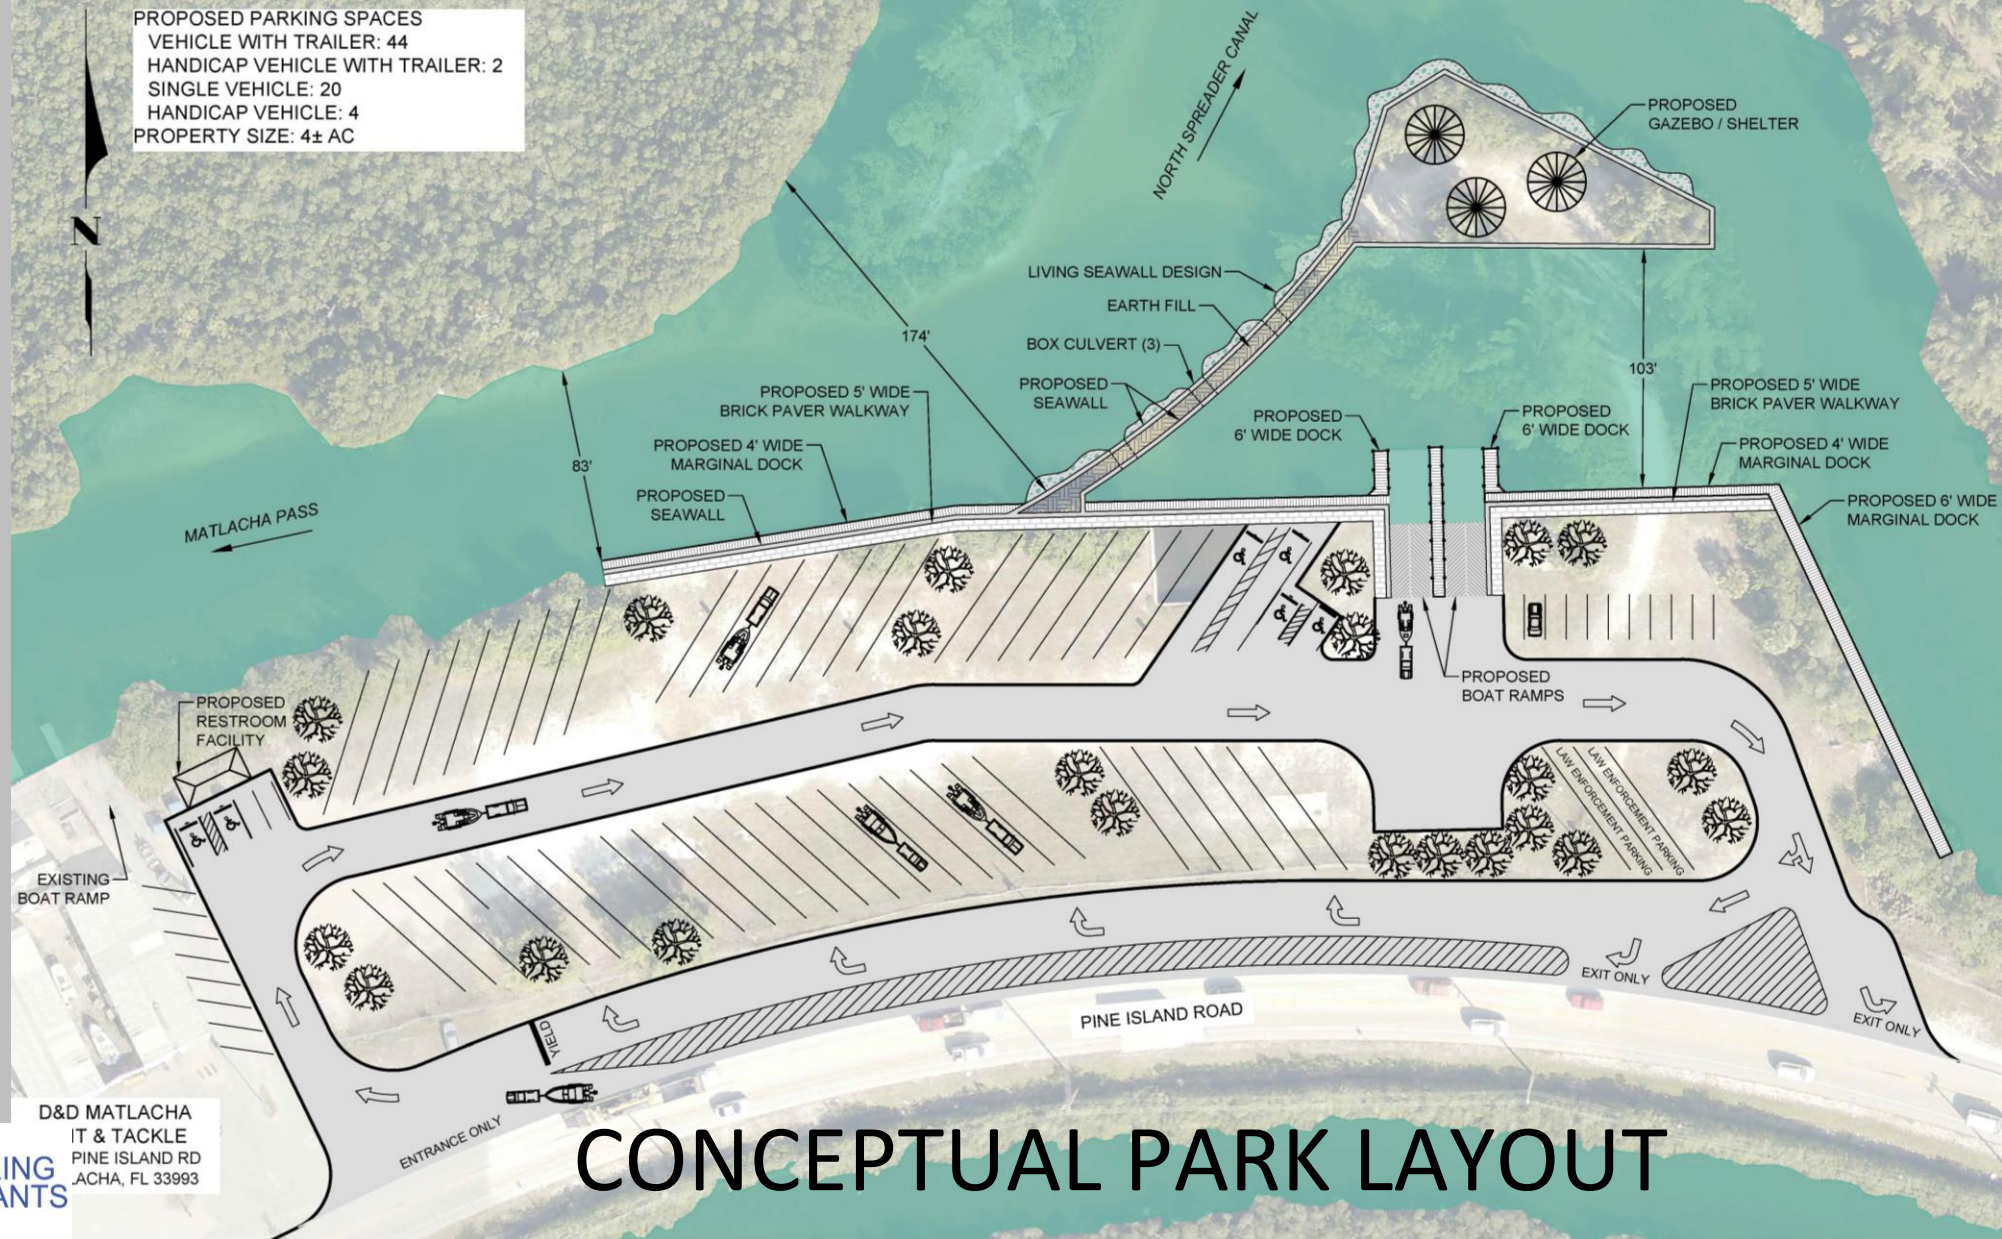 PROPOSED PARKING SPACES
VEHICLE WITH TRAILER: 44
HANDICAP VEHICLE WITH TRAILER: 2
SINGLE VEHICLE: 20
HANDICAP VEHICLE: 4
PROPERTY SIZE: 4± AC
N
NORTH SPREADER CANAL
PROPOSED
GAZEBO / SHELTER
LIVING SEAWALL DESIGN
EARTH FILL
BOX CULVERT (3)
PROPOSED
SEAWALL
174'
103'
83'
PROPOSED 5' WIDE
BRICK PAVER WALKWAY
PROPOSED 4' WIDE
MARGINAL DOCK
PROPOSED
SEAWALL
PROPOSED
6' WIDE DOCK
PROPOSED
6' WIDE DOCK
PROPOSED 5' WIDE
BRICK PAVER WALKWAY
PROPOSED 4' WIDE
MARGINAL DOCK
PROPOSED 6' WIDE
MARGINAL DOCK
MATLACHA PASS
PROPOSED
BOAT RAMPS
PROPOSED
RESTROOM
FACILITY
LAW ENFORCEMENT PARKING
LAW ENFORCEMENT PARKING
EXISTING
BOAT RAMP
EXIT ONLY
EXIT ONLY
PINE ISLAND ROAD
YIELD
ENTRANCE ONLY
D&D MATLACHA
IT & TACKLE
PINE ISLAND RD
LACHA, FL 33993
ING
ANTS
CONCEPTUAL PARK LAYOUT